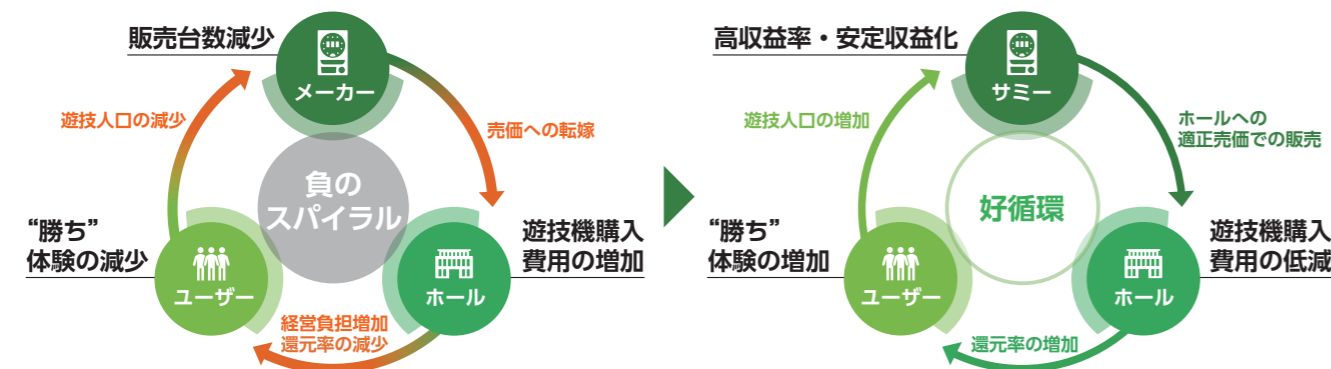 販売台数減少
メーカー
遊技人口の減少
売価への転嫁
負の
スパイラル
“勝ち”
体験の減少
遊技機購入
費用の増加
ユーザー
ホール
経営負担増加
還元率の減少
高収益率・安定収益化
サミー
遊技人口の増加
ホールへの
適正売価での販売
好循環
“勝ち”
体験の増加
遊技機購入
費用の低減
ユーザー
ホール
還元率の増加